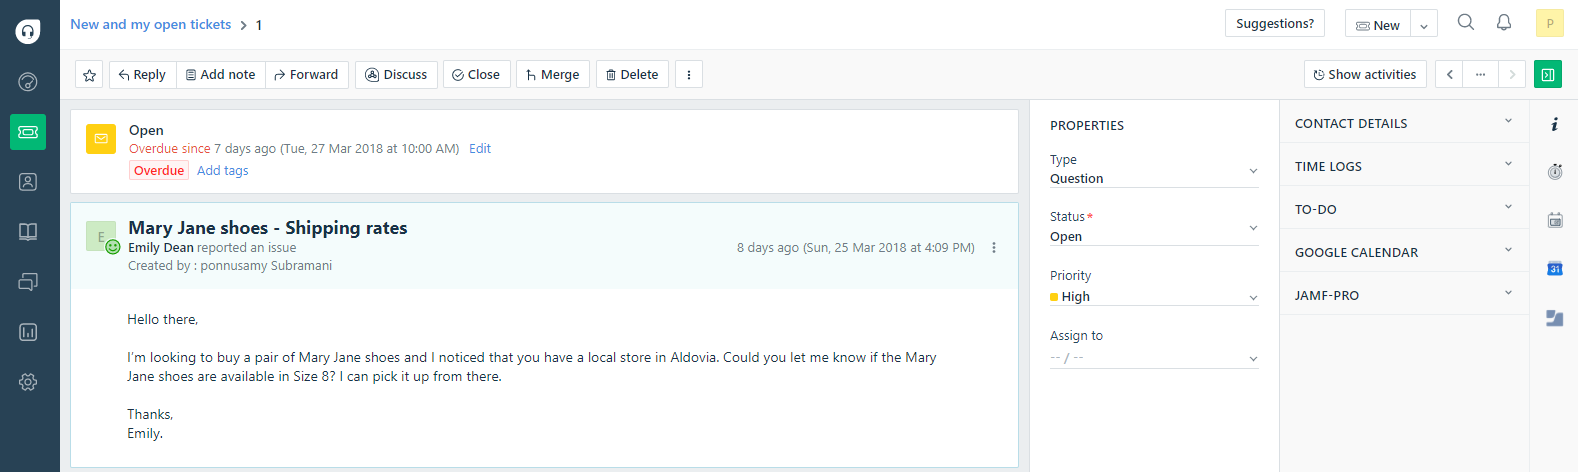 New and my open tickets > 1
Suggestions?
New
P
Reply
Add note
Forward
Discuss
Close
Merge
Delete
Show activities
Open
Overdue since 7 days ago (Tue, 27 Mar 2018 at 10:00 AM) Edit
Overdue Add tags
E
Mary Jane shoes - Shipping rates
Emily Dean reported an issue
8 days ago (Sun, 25 Mar 2018 at 4:09 PM)
Created by : ponnusamy Subramani
Hello there,
I'm looking to buy a pair of Mary Jane shoes and I noticed that you have a local store in Aldovia. Could you let me know if the Mary
Jane shoes are available in Size 8? I can pick it up from there.
Thanks,
Emily.
PROPERTIES
Type
Question
Status *
Open
Priority
High
Assign to
-- / --
CONTACT DETAILS
TIME LOGS
TO-DO
GOOGLE CALENDAR
JAMF-PRO
31